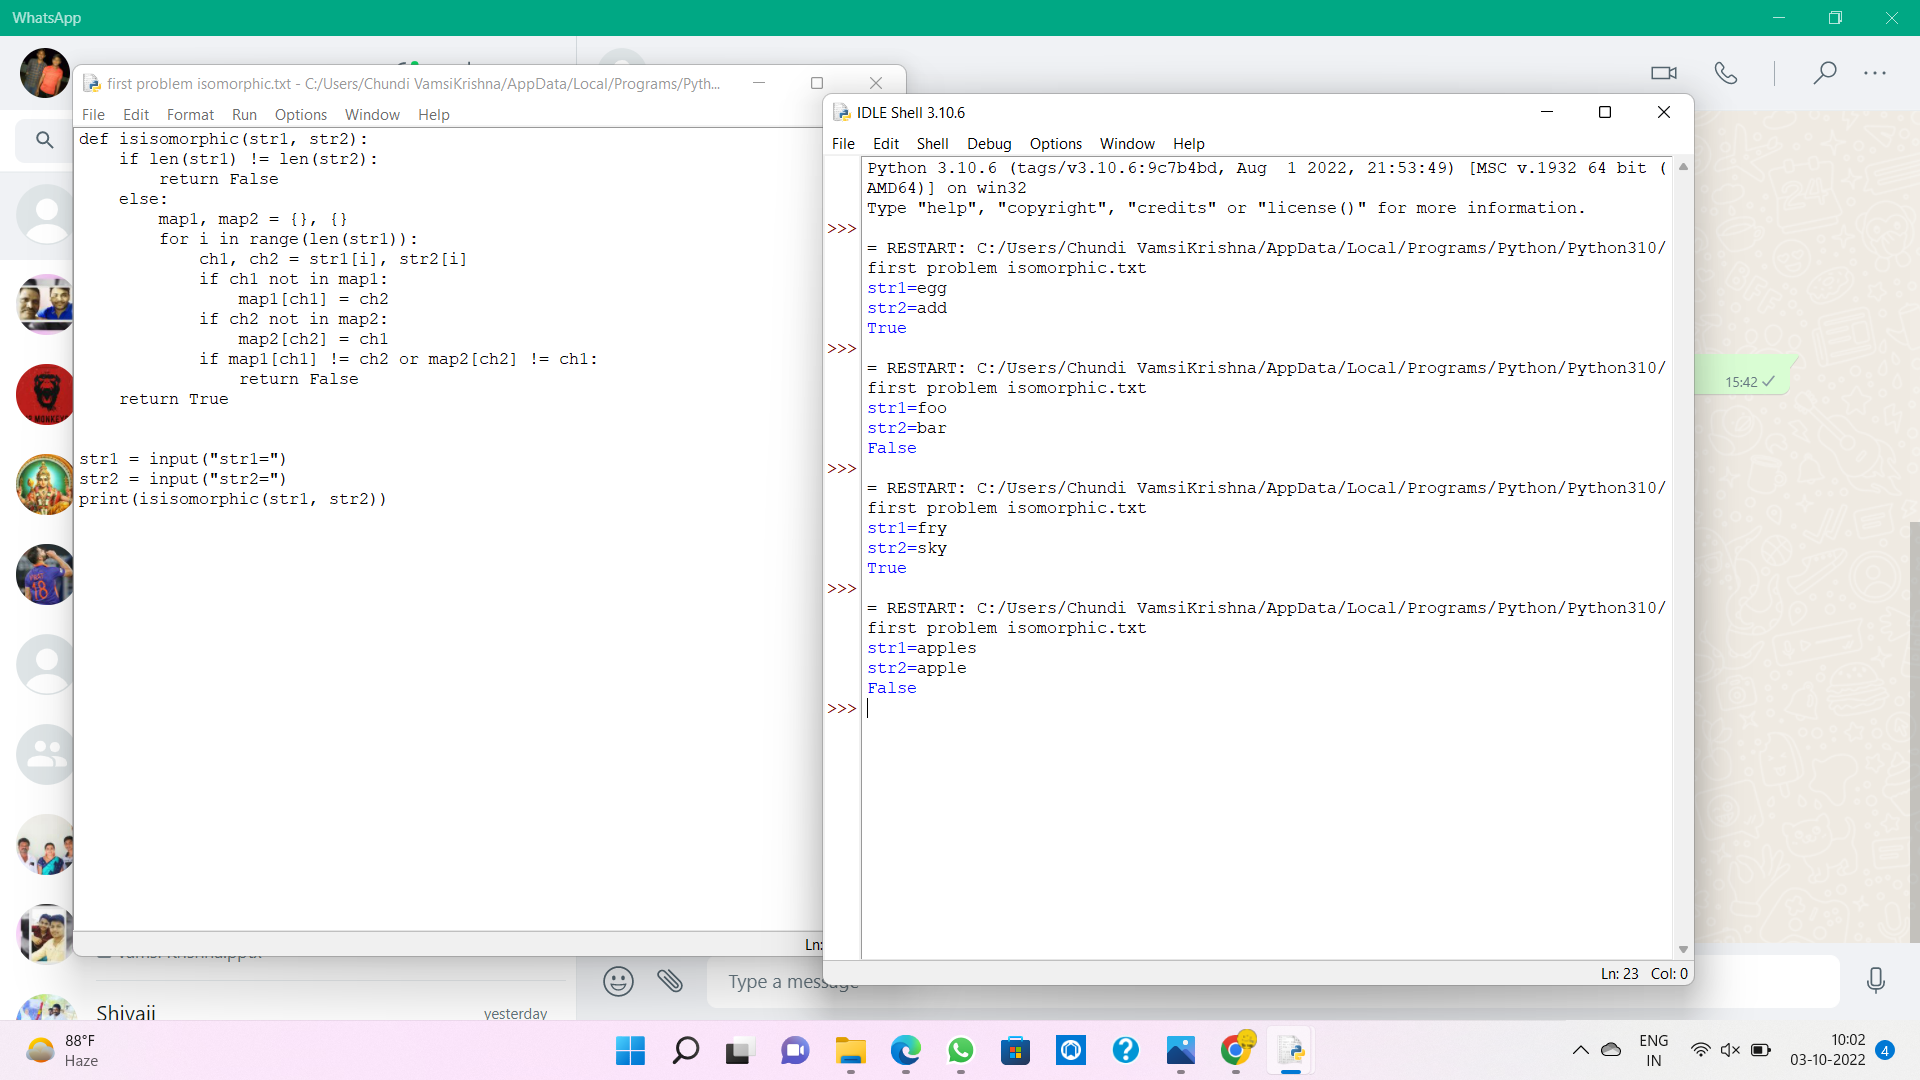 WhatsApp
first problem isomorphic.txt - C:/Users/Chundi VamsiKrishna/AppData/Local/Programs/Pyth...
File Edit Format Run Options Window Help
def isisomorphic(str1, str2):
    if len(str1) != len(str2):
        return False
    else:
        map1, map2 = {}, {}
        for i in range(len(str1)):
            ch1, ch2 = str1[i], str2[i]
            if ch1 not in map1:
                map1[ch1] = ch2
            if ch2 not in map2:
                map2[ch2] = ch1
            if map1[ch1] != ch2 or map2[ch2] != ch1:
                return False
    return True
str1 = input("str1=")
str2 = input("str2=")
print(isisomorphic(str1, str2))
Ln:
IDLE Shell 3.10.6
File Edit Shell Debug Options Window Help
Python 3.10.6 (tags/v3.10.6:9c7b4bd, Aug  1 2022, 21:53:49) [MSC v.1932 64 bit (
AMD64)] on win32
Type "help", "copyright", "credits" or "license()" for more information.
>>>
= RESTART: C:/Users/Chundi VamsiKrishna/AppData/Local/Programs/Python/Python310/
first problem isomorphic.txt
str1=egg
str2=add
True
>>>
= RESTART: C:/Users/Chundi VamsiKrishna/AppData/Local/Programs/Python/Python310/
first problem isomorphic.txt
str1=foo
str2=bar
False
>>>
= RESTART: C:/Users/Chundi VamsiKrishna/AppData/Local/Programs/Python/Python310/
first problem isomorphic.txt
str1=fry
str2=sky
True
>>>
= RESTART: C:/Users/Chundi VamsiKrishna/AppData/Local/Programs/Python/Python310/
first problem isomorphic.txt
str1=apples
str2=apple
False
>>>
Ln: 23 Col: 0
15:42
Type a message
Shivaji
yesterday
88°F
Haze
ENG
IN
10:02
03-10-2022
4